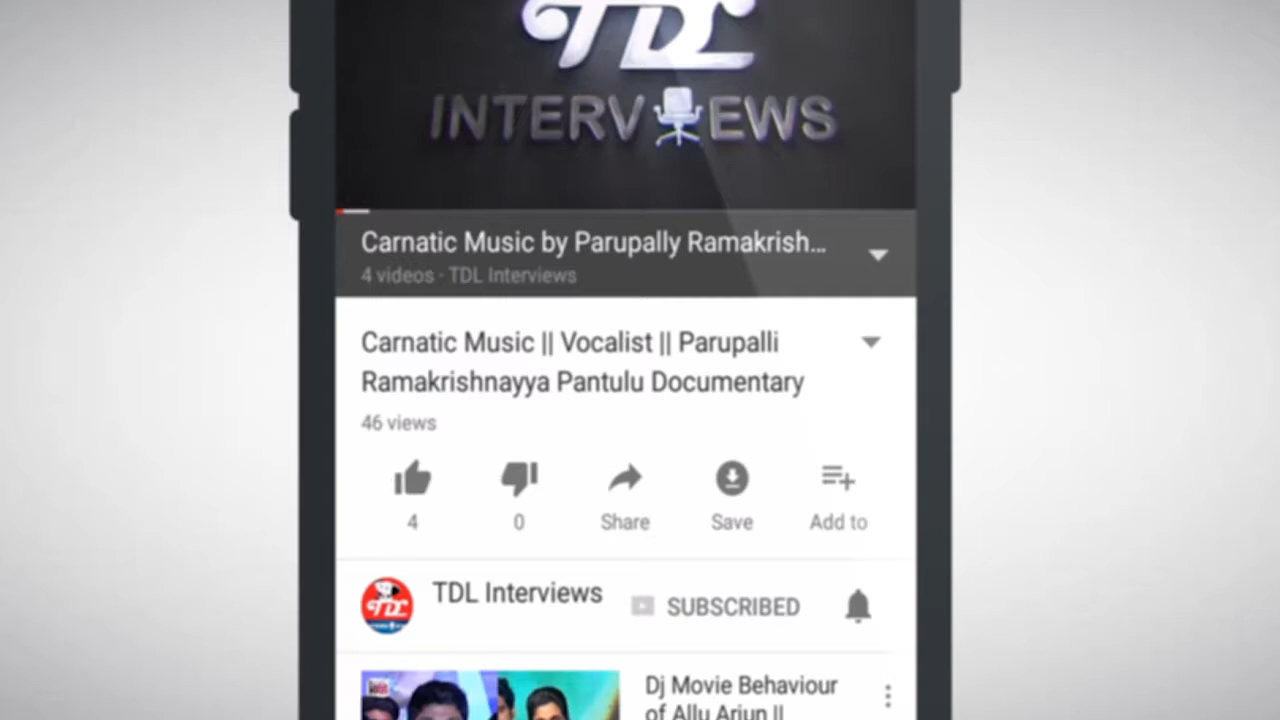 TDL
INTERVIEWS
Carnatic Music by Parupally Ramakrish...
4 videos · TDL Interviews
Carnatic Music || Vocalist || Parupalli
Ramakrishnayya Pantulu Documentary
46 views
4
0
Share
Save
Add to
TDL
TDL Interviews
SUBSCRIBED
Dj Movie Behaviour
of Allu Arjun ||